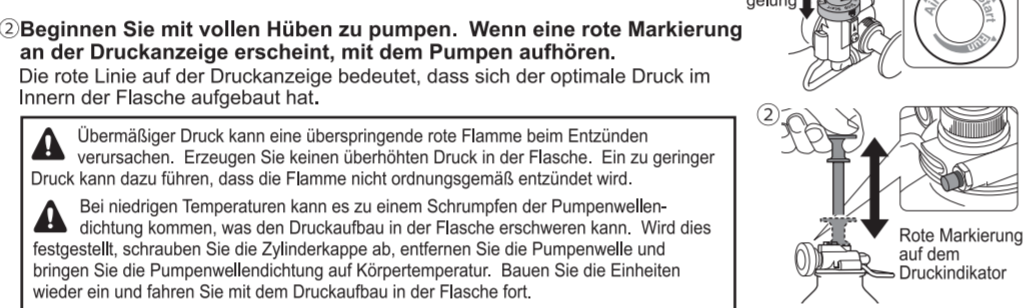 ② Beginnen Sie mit vollen Hüben zu pumpen. Wenn eine rote Markierung
an der Druckanzeige erscheint, mit dem Pumpen aufhören.
Die rote Linie auf der Druckanzeige bedeutet, dass sich der optimale Druck im
Innern der Flasche aufgebaut hat.
Übermäßiger Druck kann eine überspringende rote Flamme beim Entzünden
verursachen. Erzeugen Sie keinen überhöhten Druck in der Flasche. Ein zu geringer
Druck kann dazu führen, dass die Flamme nicht ordnungsgemäß entzündet wird.
Bei niedrigen Temperaturen kann es zu einem Schrumpfen der Pumpenwellen-
dichtung kommen, was den Druckaufbau in der Flasche erschweren kann. Wird dies
festgestellt, schrauben Sie die Zylinderkappe ab, entfernen Sie die Pumpenwelle und
bringen Sie die Pumpenwellendichtung auf Körpertemperatur. Bauen Sie die Einheiten
wieder ein und fahren Sie mit dem Druckaufbau in der Flasche fort.
gelung
Air
Start
Run
②
Rote Markierung
auf dem
Druckindikator